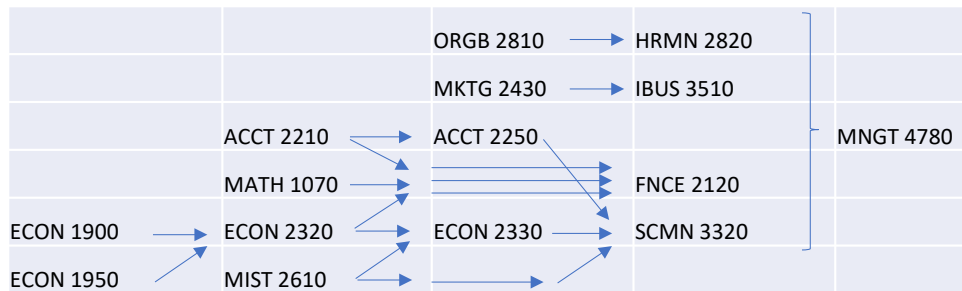 ORGB 2810 HRMN 2820
MKTG 2430 IBUS 3510
ACCT 2210 ACCT 2250 MNGT 4780
MATH 1070 FNCE 2120
ECON 1900 ECON 2320 ECON 2330 SCMN 3320
ECON 1950 MIST 2610